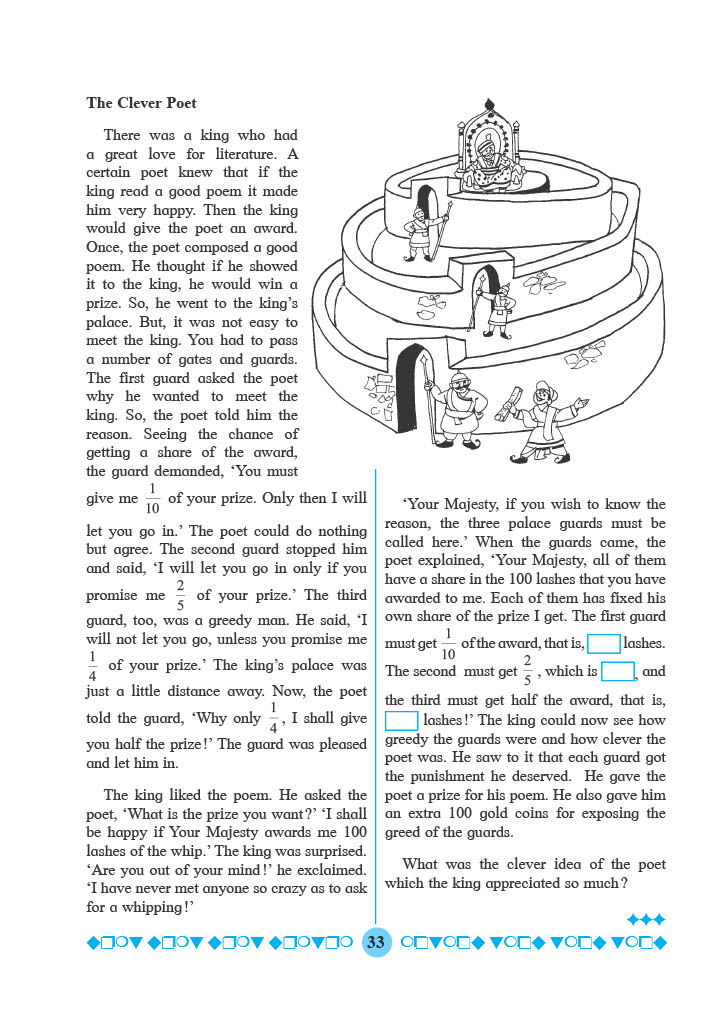 The Clever Poet
There was a king who had
a great love for literature. A
certain poet knew that if the
king read a good poem it made
him very happy. Then the king
would give the poet an award.
Once, the poet composed a good
poem. He thought if he showed
it to the king, he would win a
prize. So, he went to the king's
palace. But, it was not easy to
meet the king. You had to pass
a number of gates and guards.
The first guard asked the poet
why he wanted to meet the
king. So, the poet told him the
reason. Seeing the chance of
getting a share of the award,
the guard demanded, ‘You must
give me 1/10 of your prize. Only then I will
let you go in.’ The poet could do nothing
but agree. The second guard stopped him
and said, ‘I will let you go in only if you
promise me 2/5 of your prize.’ The third
guard, too, was a greedy man. He said, ‘I
will not let you go, unless you promise me
1/4 of your prize.’ The king's palace was
just a little distance away. Now, the poet
told the guard, ‘Why only 1/4, I shall give
you half the prize!’ The guard was pleased
and let him in.
The king liked the poem. He asked the
poet, ‘What is the prize you want?’ ‘I shall
be happy if Your Majesty awards me 100
lashes of the whip.’ The king was surprised.
‘Are you out of your mind!’ he exclaimed.
‘I have never met anyone so crazy as to ask
for a whipping!’
‘Your Majesty, if you wish to know the
reason, the three palace guards must be
called here.’ When the guards came, the
poet explained, ‘Your Majesty, all of them
have a share in the 100 lashes that you have
awarded to me. Each of them has fixed his
own share of the prize I get. The first guard
must get 1/10 of the award, that is, lashes.
The second must get 2/5, which is , and
the third must get half the award, that is,
lashes!’ The king could now see how
greedy the guards were and how clever the
poet was. He saw to it that each guard got
the punishment he deserved. He gave the
poet a prize for his poem. He also gave him
an extra 100 gold coins for exposing the
greed of the guards.
What was the clever idea of the poet
which the king appreciated so much?
33